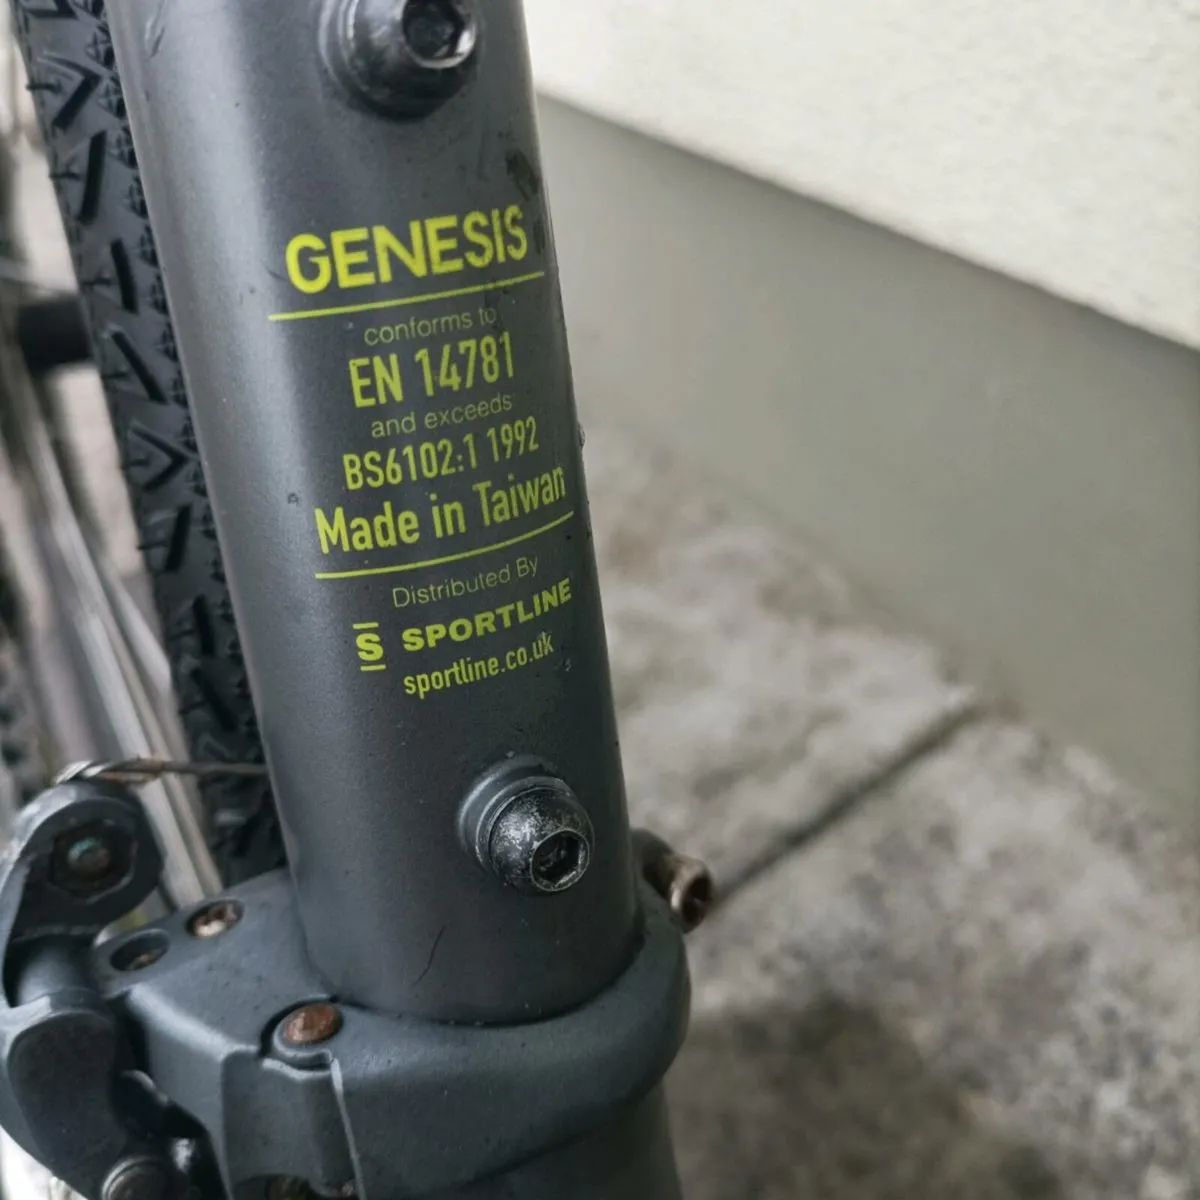 GENESIS
conforms to
EN 14781
and exceeds
BS6102:1 1992
Made in Taiwan
Distributed By
S SPORTLINE
sportline.co.uk